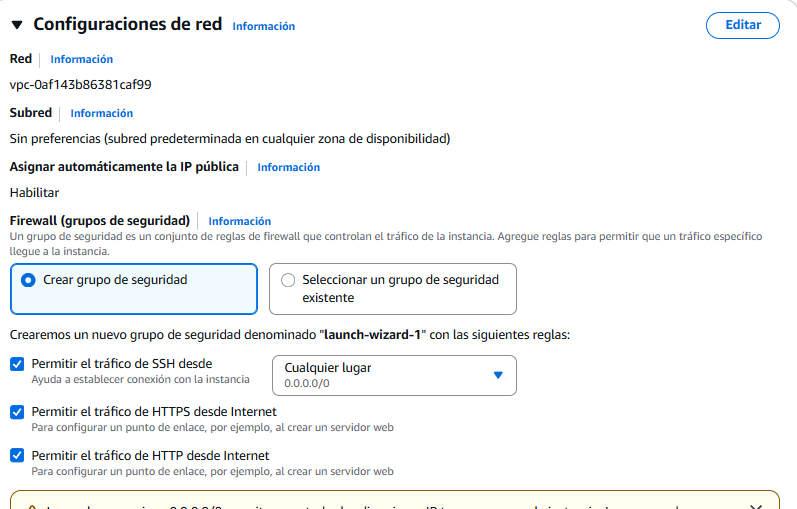 Configuraciones de red Información Editar
Red Información
vpc-0af143b86381caf99
Subred Información
Sin preferencias (subred predeterminada en cualquier zona de disponibilidad)
Asignar automáticamente la IP pública Información
Habilitar
Firewall (grupos de seguridad) Información
Un grupo de seguridad es un conjunto de reglas de firewall que controlan el tráfico de la instancia. Agregue reglas para permitir que un tráfico específico
llegue a la instancia.
Crear grupo de seguridad
Seleccionar un grupo de seguridad
existente
Crearemos un nuevo grupo de seguridad denominado "launch-wizard-1" con las siguientes reglas:
Permitir el tráfico de SSH desde
Ayuda a establecer conexión con la instancia
Cualquier lugar
0.0.0.0/0
Permitir el tráfico de HTTPS desde Internet
Para configurar un punto de enlace, por ejemplo, al crear un servidor web
Permitir el tráfico de HTTP desde Internet
Para configurar un punto de enlace, por ejemplo, al crear un servidor web